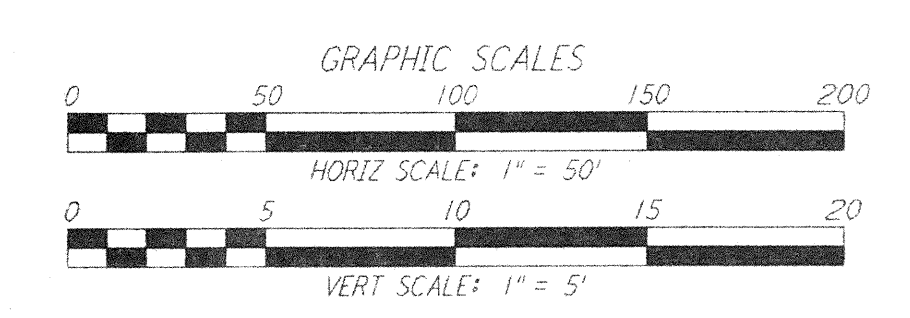 GRAPHIC SCALES
0 50 100 150 200
HORIZ SCALE: 1" = 50'
0 5 10 15 20
VERT SCALE: 1" = 5'